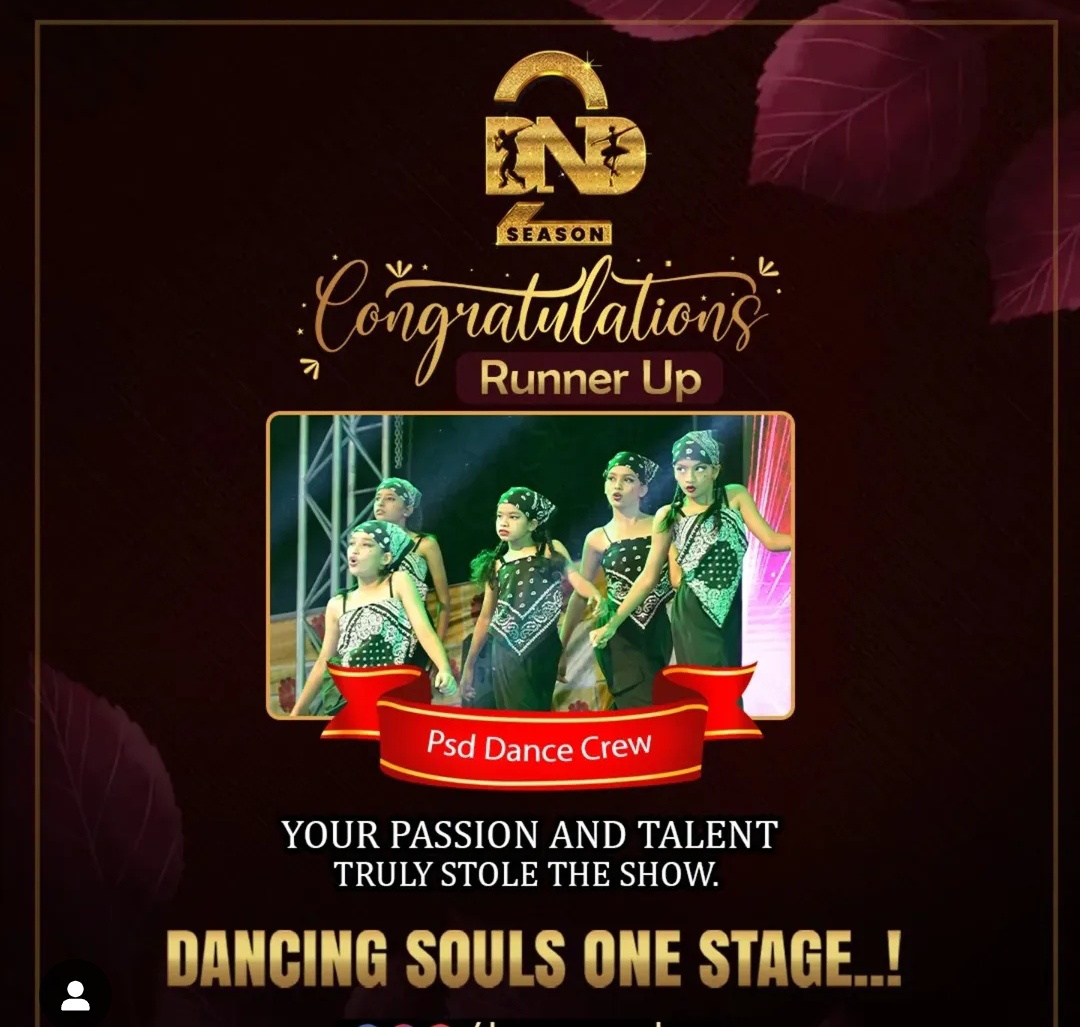 DND
2
SEASON
Congratulations
Runner Up
Psd Dance Crew
YOUR PASSION AND TALENT
TRULY STOLE THE SHOW.
DANCING SOULS ONE STAGE..!